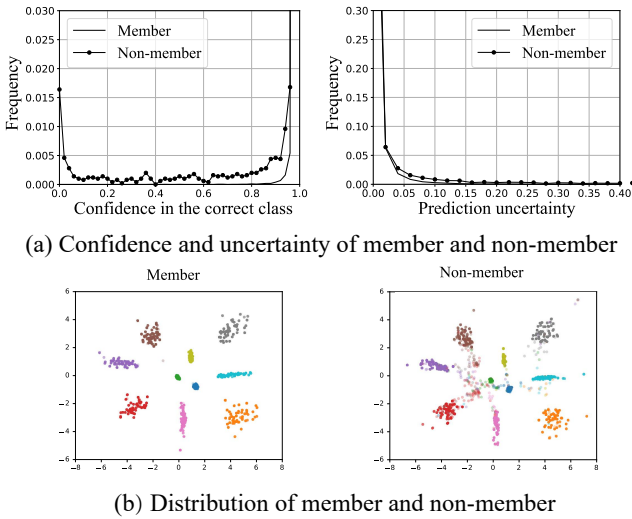 0.030
0.025
0.020
0.015
0.010
0.005
0.000
Frequency
Member
Non-member
0.0 0.2 0.4 0.6 0.8 1.0
Confidence in the correct class
0.30
0.25
0.20
0.15
0.10
0.05
0.00
Frequency
Member
Non-member
0.00 0.05 0.10 0.15 0.20 0.25 0.30 0.35 0.40
Prediction uncertainty
(a) Confidence and uncertainty of member and non-member
Member
6
4
2
0
−2
−4
−6
−8 −6 −4 −2 0 2 4 6 8
Non-member
6
4
2
0
−2
−4
−6
−8 −6 −4 −2 0 2 4 6 8
(b) Distribution of member and non-member